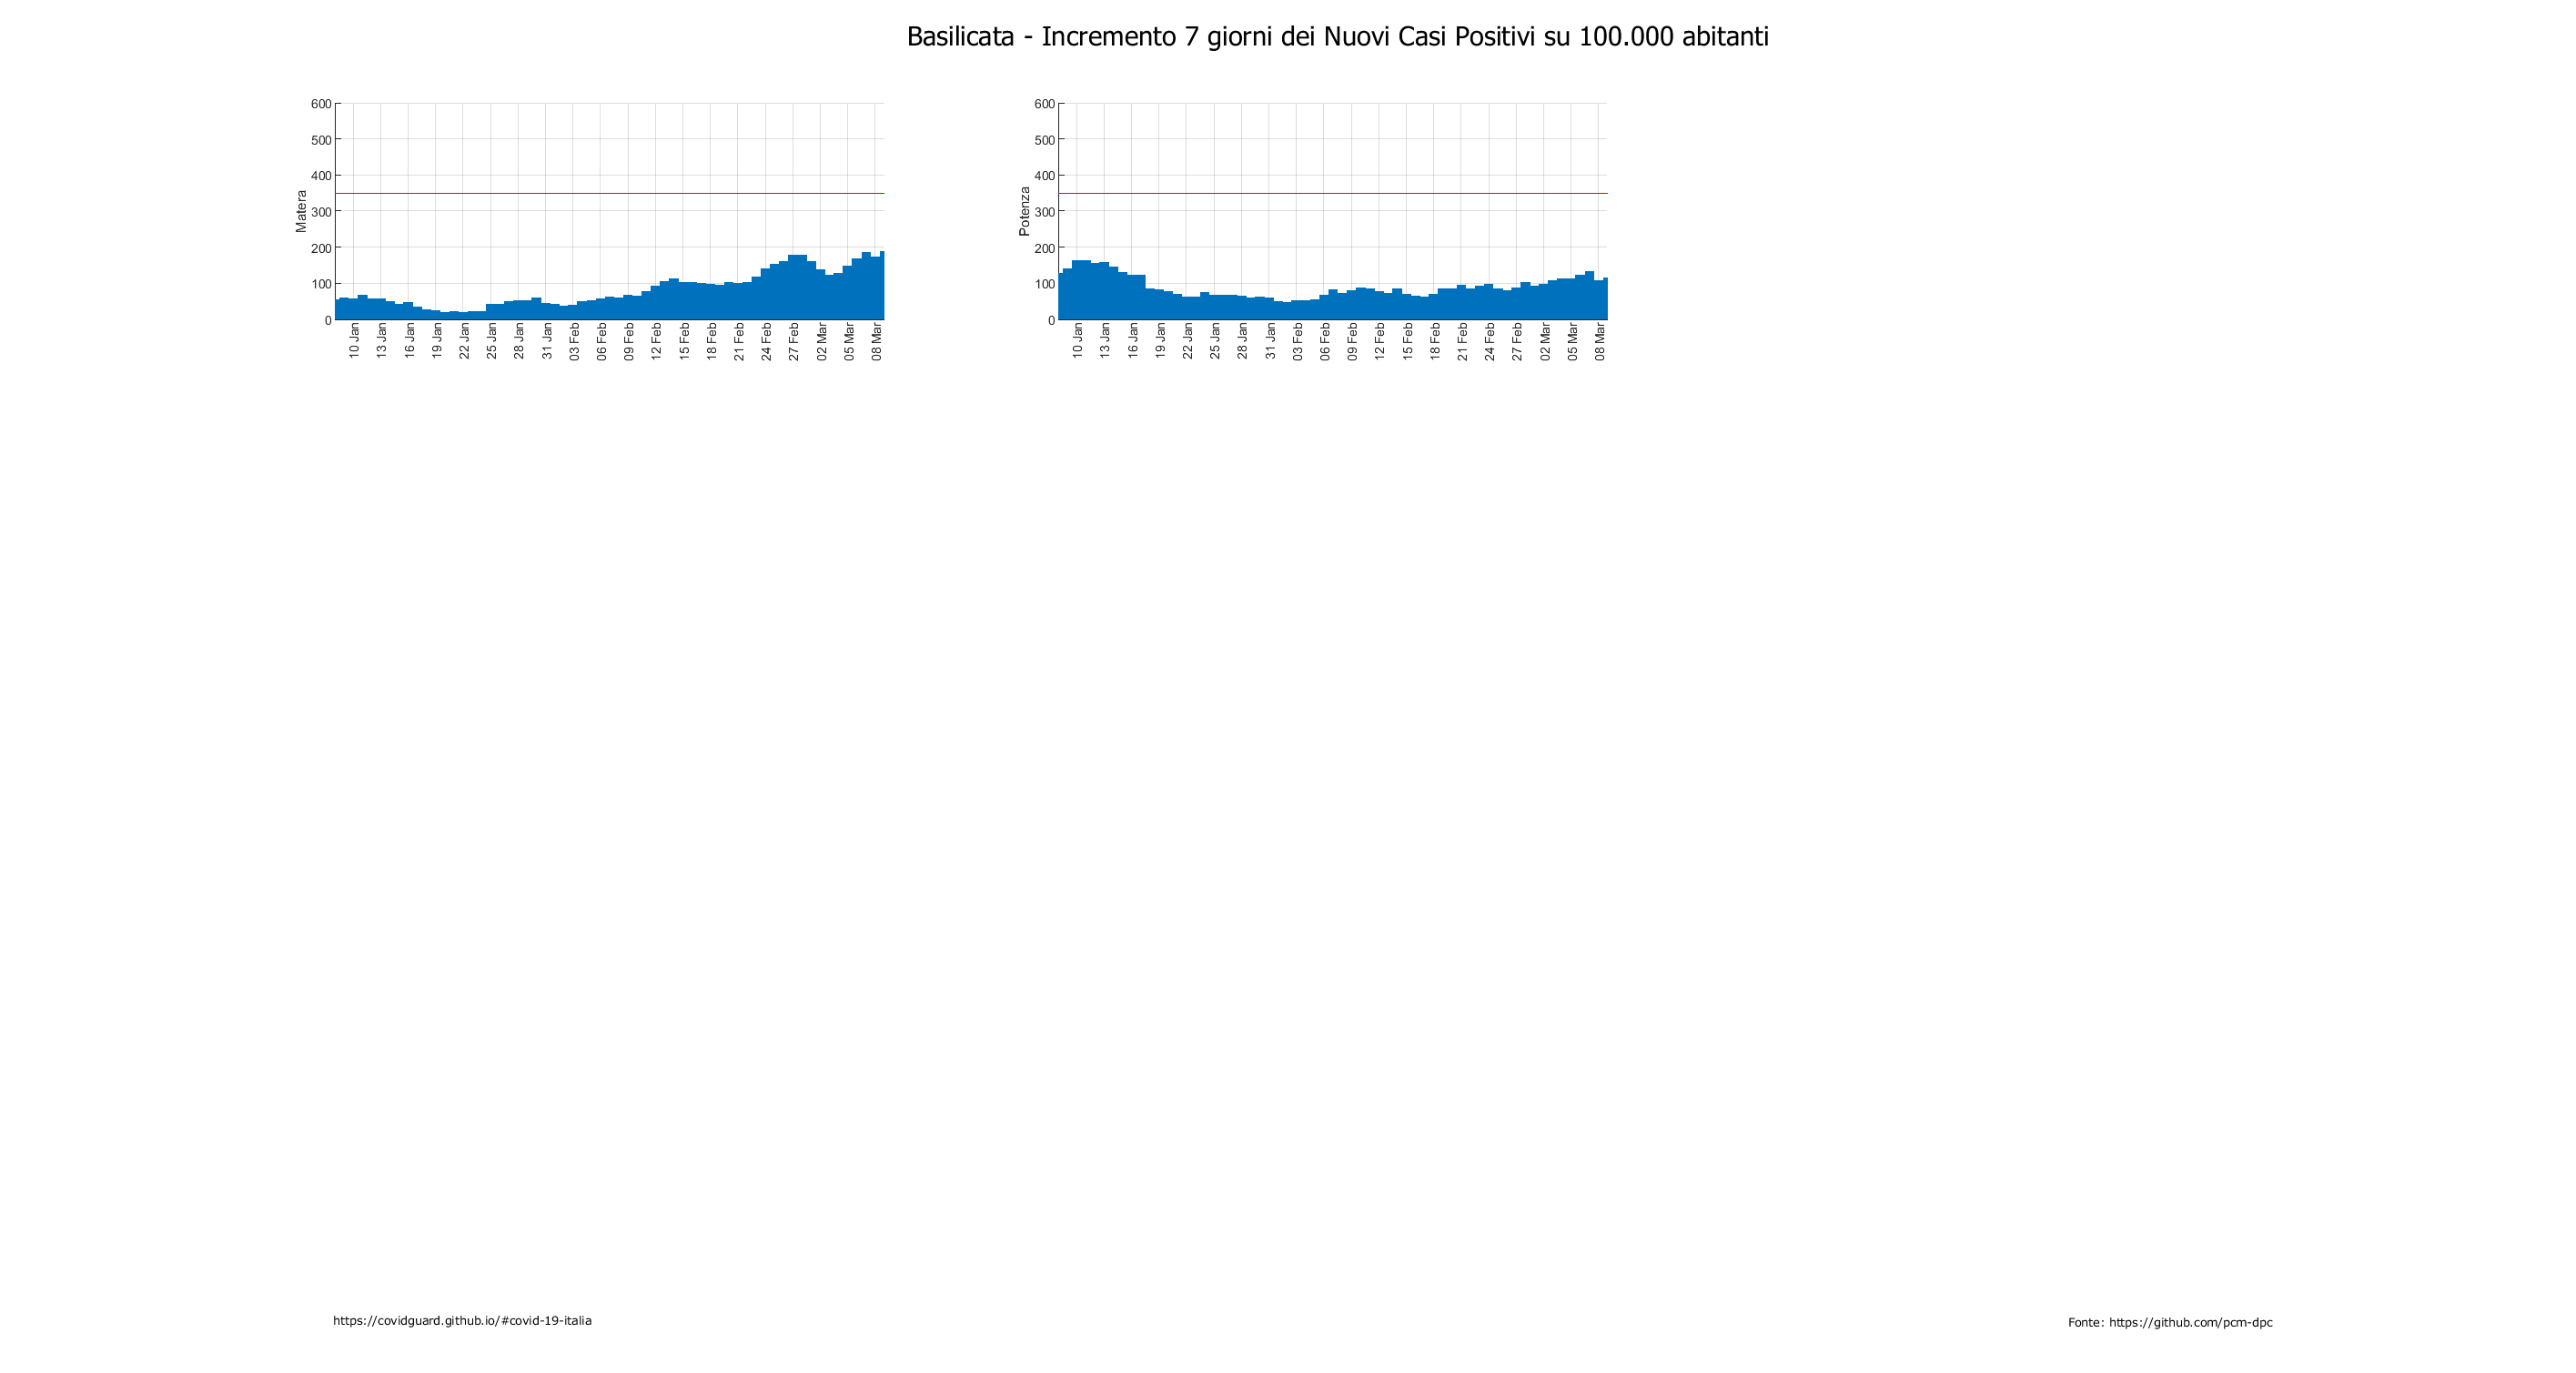 Basilicata - Incremento 7 giorni dei Nuovi Casi Positivi su 100.000 abitanti
Matera
600
500
400
300
200
100
0
10 Jan
13 Jan
16 Jan
19 Jan
22 Jan
25 Jan
28 Jan
31 Jan
03 Feb
06 Feb
09 Feb
12 Feb
15 Feb
18 Feb
21 Feb
24 Feb
27 Feb
02 Mar
05 Mar
08 Mar
Potenza
600
500
400
300
200
100
0
10 Jan
13 Jan
16 Jan
19 Jan
22 Jan
25 Jan
28 Jan
31 Jan
03 Feb
06 Feb
09 Feb
12 Feb
15 Feb
18 Feb
21 Feb
24 Feb
27 Feb
02 Mar
05 Mar
08 Mar
https://covidguard.github.io/#covid-19-italia
Fonte: https://github.com/pcm-dpc